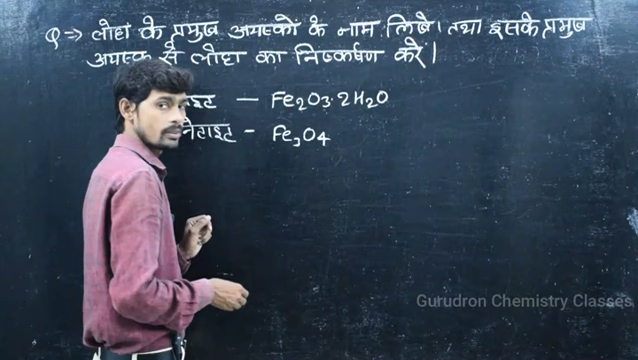 Q ⇒ लोहा के प्रमुख अयस्को के नाम लिखे। तथा इसके प्रमुख
अयस्क से लोहा का निष्कर्षण करे।
— Fe₂O₃·2H₂O
- Fe₃O₄
Gurudron Chemistry Classes